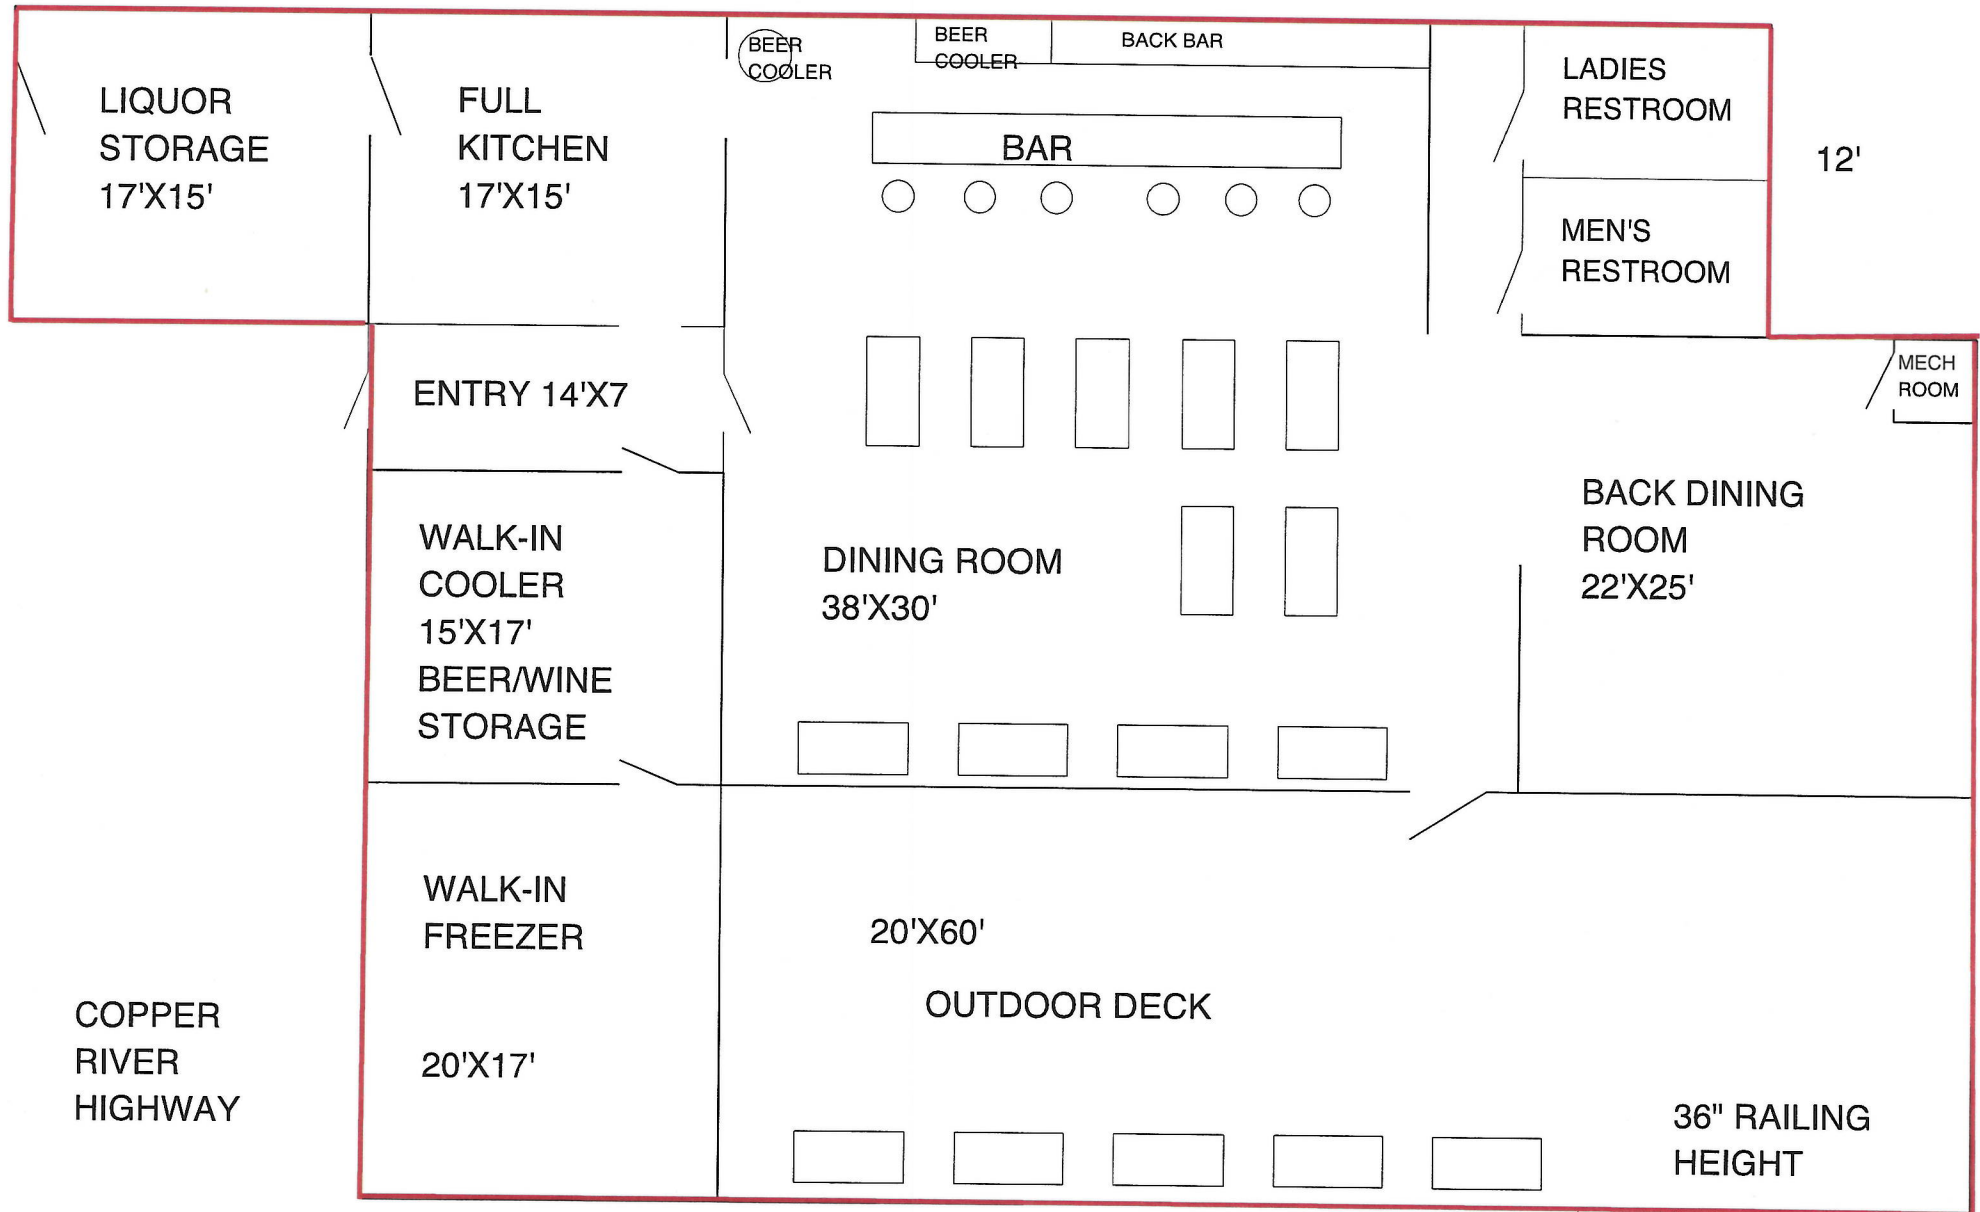 LIQUOR
STORAGE
17'X15'
FULL
KITCHEN
17'X15'
BEER
COOLER
BEER
COOLER
BACK BAR
BAR
LADIES
RESTROOM
12'
MEN'S
RESTROOM
ENTRY 14'X7
MECH
ROOM
WALK-IN
COOLER
15'X17'
BEER/WINE
STORAGE
DINING ROOM
38'X30'
BACK DINING
ROOM
22'X25'
WALK-IN
FREEZER
20'X17'
20'X60'
OUTDOOR DECK
COPPER
RIVER
HIGHWAY
36" RAILING
HEIGHT